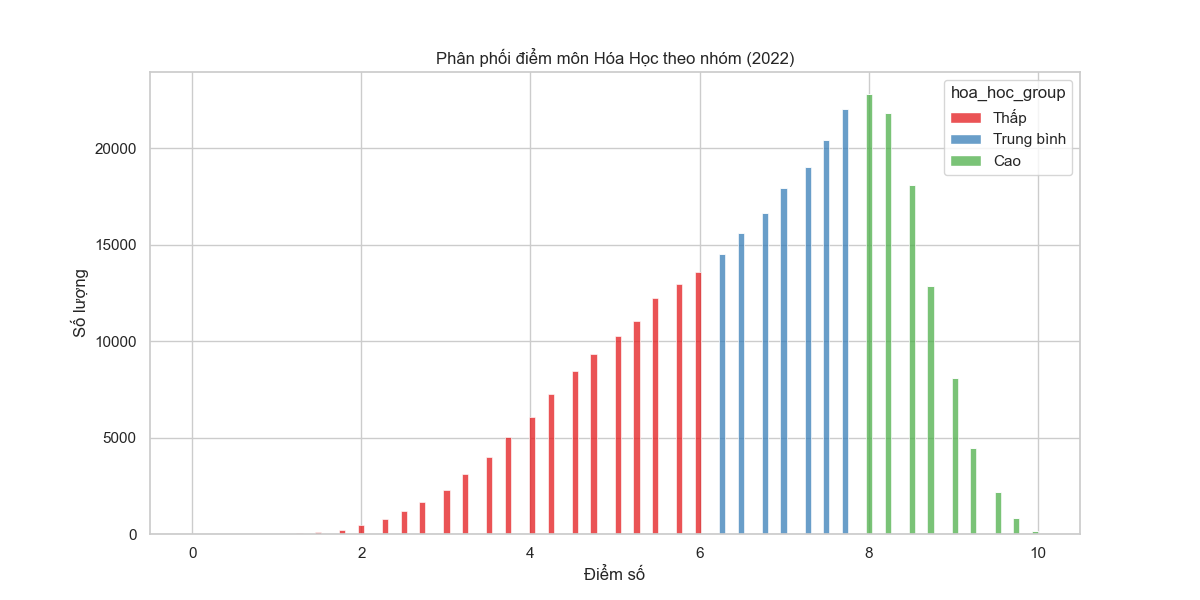 Phân phối điểm môn Hóa Học theo nhóm (2022)
hoa_hoc_group
Thấp
Trung bình
Cao
Số lượng
20000
15000
10000
5000
0
0 2 4 6 8 10
Điểm số